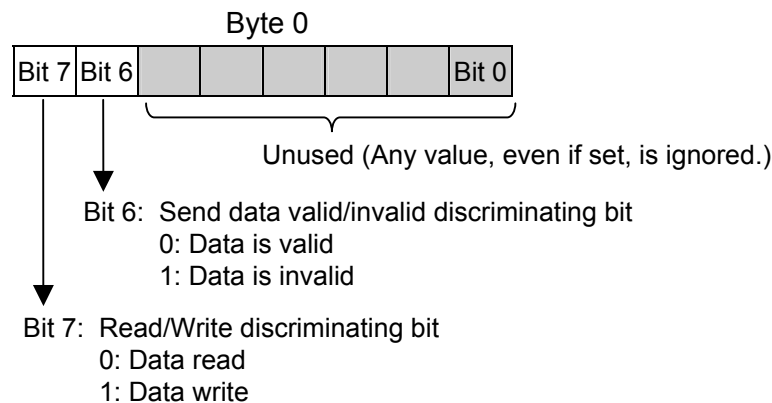 Byte 0
Bit 7 Bit 6 Bit 0
Unused (Any value, even if set, is ignored.)
Bit 6: Send data valid/invalid discriminating bit
0: Data is valid
1: Data is invalid
Bit 7: Read/Write discriminating bit
0: Data read
1: Data write